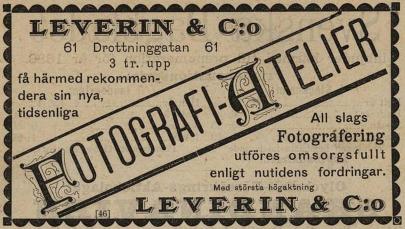 LEVERIN & C:o
61 Drottninggatan 61
3 tr. upp
få härmed rekommen-
dera sin nya,
tidsenliga
FOTOGRAFI-ATELIER
All slags
Fotografering
utföres omsorgsfullt
enligt nutidens fordringar.
Med största högaktning
[46] LEVERIN & C:o